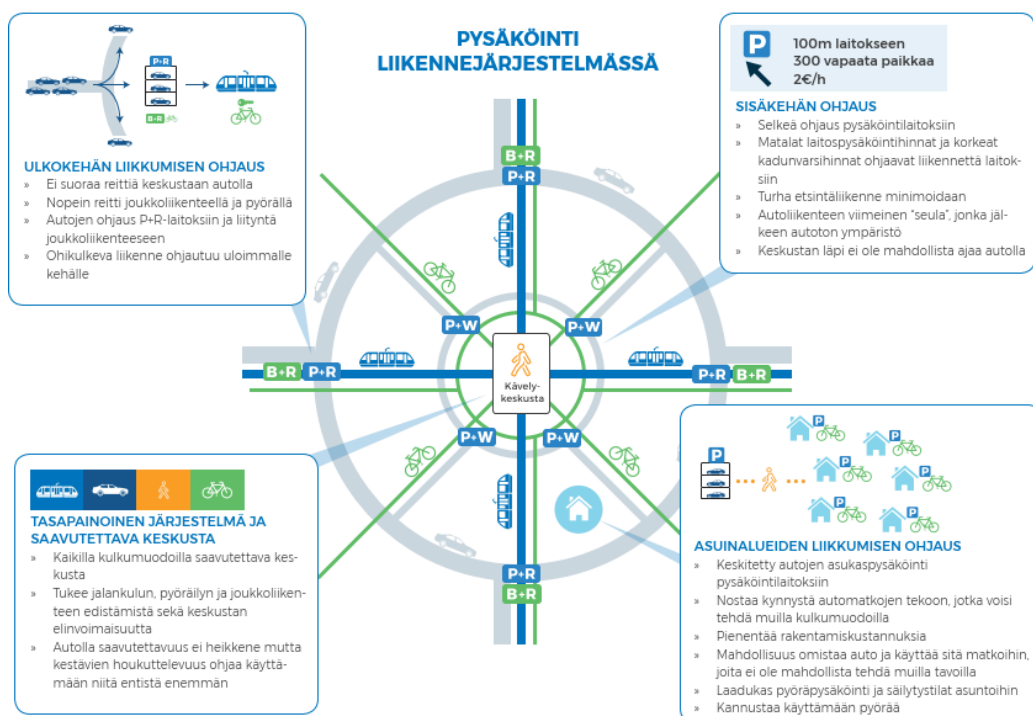 PYSÄKÖINTI
LIIKENNEJÄRJESTELMÄSSÄ
P+R
B+R
ULKOKEHÄN LIIKKUMISEN OHJAUS
» Ei suoraa reittiä keskustaan autolla
» Nopein reitti joukkoliikenteellä ja pyörällä
» Autojen ohjaus P+R-laitoksiin ja liityntä
joukkoliikenteeseen
» Ohikulkeva liikenne ohjautuu uloimmalle
kehälle
P
100m laitokseen
300 vapaata paikkaa
2€/h
SISÄKEHÄN OHJAUS
» Selkeä ohjaus pysäköintilaitoksiin
» Matalat laitospysäköintihinnat ja korkeat
kadunvarsihinnat ohjaavat liikennettä laitok-
siin
» Turha etsintäliikenne minimoidaan
» Autoliikenteen viimeinen "seula", jonka jäl-
keen autoton ympäristö
» Keskustan läpi ei ole mahdollista ajaa autolla
B+R
P+R
P+W
P+W
B+R P+R
Kävely-
keskusta
P+R B+R
P+W
P+W
P+R
B+R
TASAPAINOINEN JÄRJESTELMÄ JA
SAAVUTETTAVA KESKUSTA
» Kaikilla kulkumuodoilla saavutettava kes-
kusta
» Tukee jalankulun, pyöräilyn ja joukkoliiken-
teen edistämistä sekä keskustan
elinvoimaisuutta
» Autolla saavutettavuus ei heikkene mutta
kestävien houkuttelevuus ohjaa käyttä-
mään niitä entistä enemmän
P
P
P
P
P
P
P
P
ASUINALUEIDEN LIIKKUMISEN OHJAUS
» Keskitetty autojen asukaspysäköinti
pysäköintilaitoksiin
» Nostaa kynnystä automatkojen tekoon, jotka voisi
tehdä muilla kulkumuodoilla
» Pienentää rakentamiskustannuksia
» Mahdollisuus omistaa auto ja käyttää sitä matkoihin,
joita ei ole mahdollista tehdä muilla tavoilla
» Laadukas pyöräpysäköinti ja säilytystilat asuntoihin
» Kannustaa käyttämään pyörää